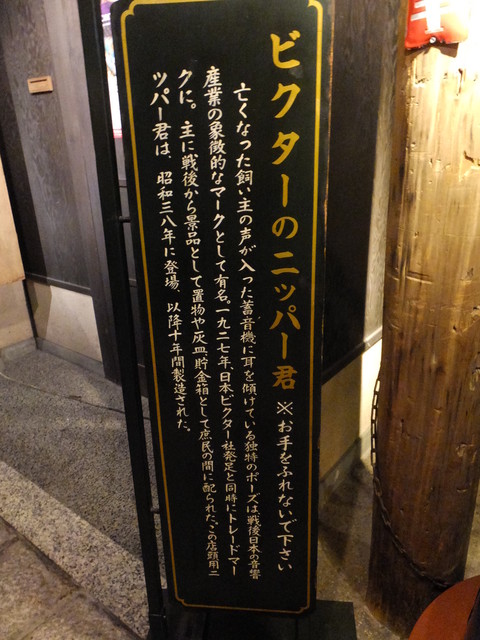 ビクターのニッパー君 ※お手をふれないで下さい
亡くなった飼い主の声が入った蓄音機に耳を傾けている独特のポーズは戦後日本の音響
産業の象徴的なマークとして有名。一九二七年、日本ビクター社発足と同時にトレードマー
クに。主に戦後から景品として置物や灰皿、貯金箱として庶民の間に配られた、この店頭用ニ
ッパー君は、昭和三八年に登場、以降十年間製造された。